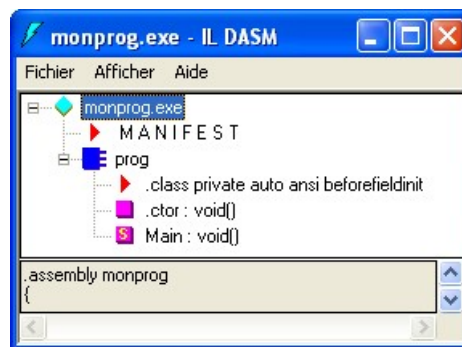 monprog.exe - IL DASM
Fichier Afficher Aide
monprog.exe
MANIFEST
prog
.class private auto ansi beforefieldinit
.ctor : void()
S Main : void()
.assembly monprog
{